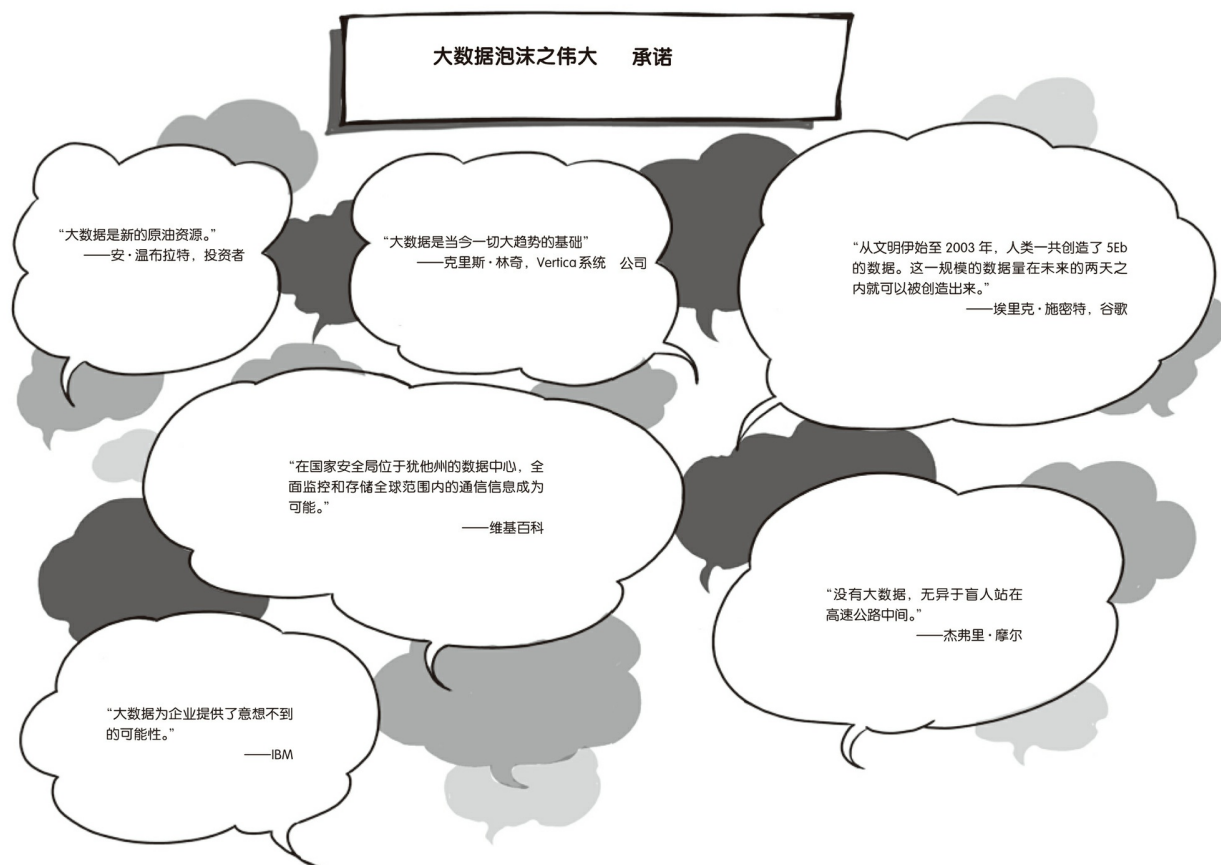 大数据泡沫之伟大 承诺
“大数据是新的原油资源。”
——安·温布拉特，投资者
“大数据是当今一切大趋势的基础”
——克里斯·林奇，Vertica系统 公司
“从文明伊始至 2003 年，人类一共创造了 5Eb
的数据。这一规模的数据量在未来的两天之
内就可以被创造出来。”
——埃里克·施密特，谷歌
“在国家安全局位于犹他州的数据中心，全
面监控和存储全球范围内的通信信息成为
可能。”
——维基百科
“没有大数据，无异于盲人站在
高速公路中间。”
——杰弗里·摩尔
“大数据为企业提供了意想不到
的可能性。”
——IBM